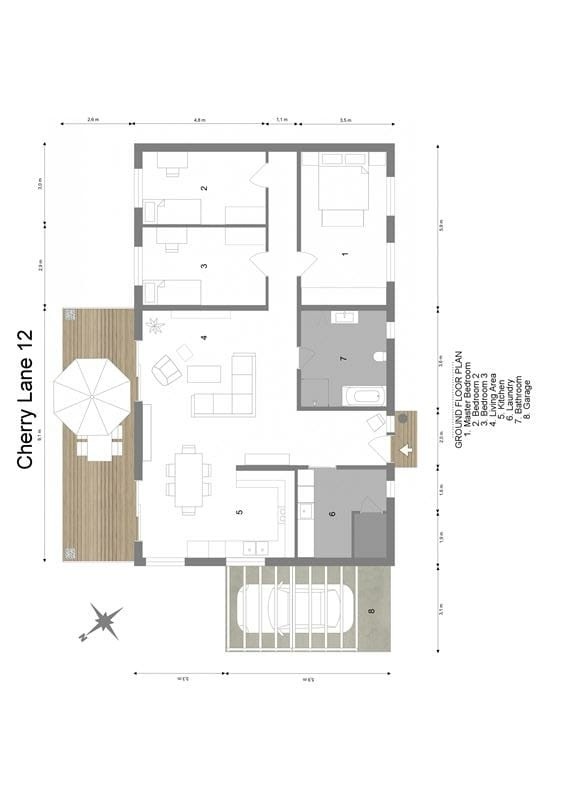 Cherry Lane 12
GROUND FLOOR PLAN
1. Master Bedroom
2. Bedroom 2
3. Bedroom 3
4. Living Area
5. Kitchen
6. Laundry
7. Bathroom
8. Garage
2,6 m
4,8 m
1,1 m
3,5 m
3,0 m
2,9 m
9,1 m
5,9 m
3,6 m
2,0 m
1,6 m
1,9 m
3,1 m
3,3 m
5,9 m
1
2
3
4
5
6
7
8
N